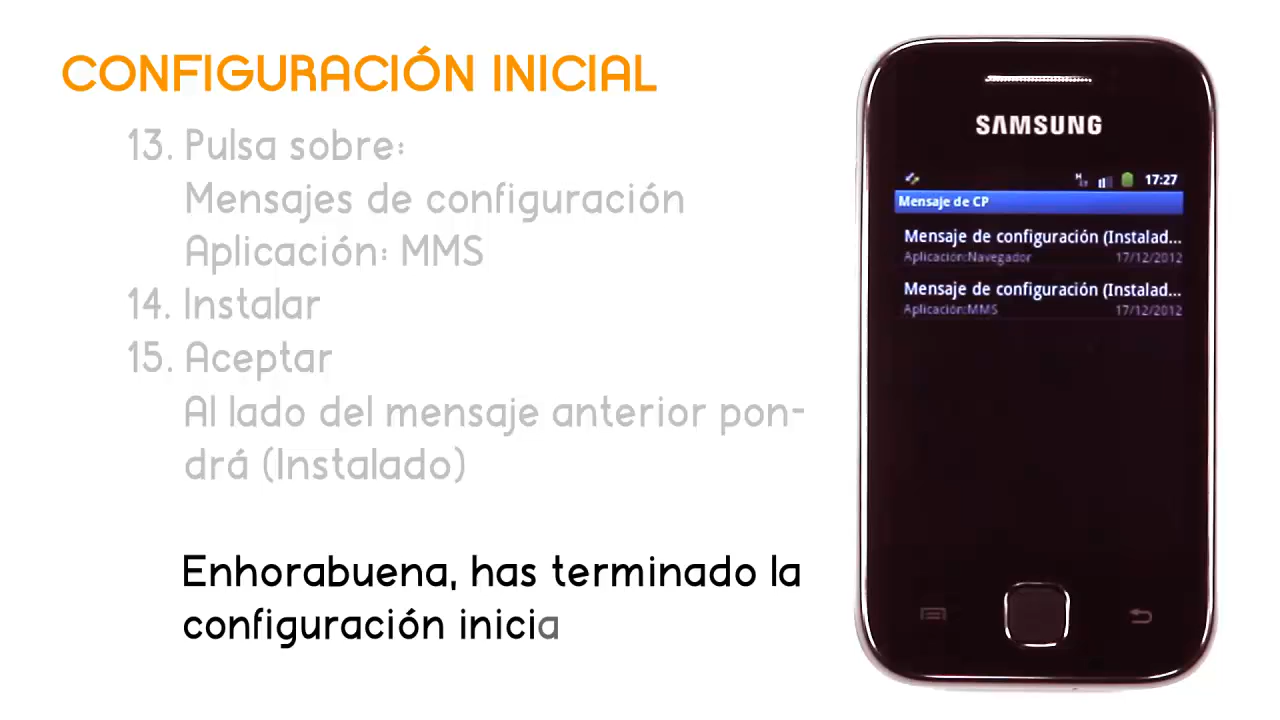 CONFIGURACIÓN INICIAL
13. Pulsa sobre:
Mensajes de configuración
Aplicación: MMS
14. Instalar
15. Aceptar
Al lado del mensaje anterior pon-
drá (Instalado)
Enhorabuena, has terminado la
configuración inicia
SAMSUNG
17:27
Mensaje de CP
Mensaje de configuración (Instalad...
Aplicación:Navegador 17/12/2012
Mensaje de configuración (Instalad...
Aplicación:MMS 17/12/2012